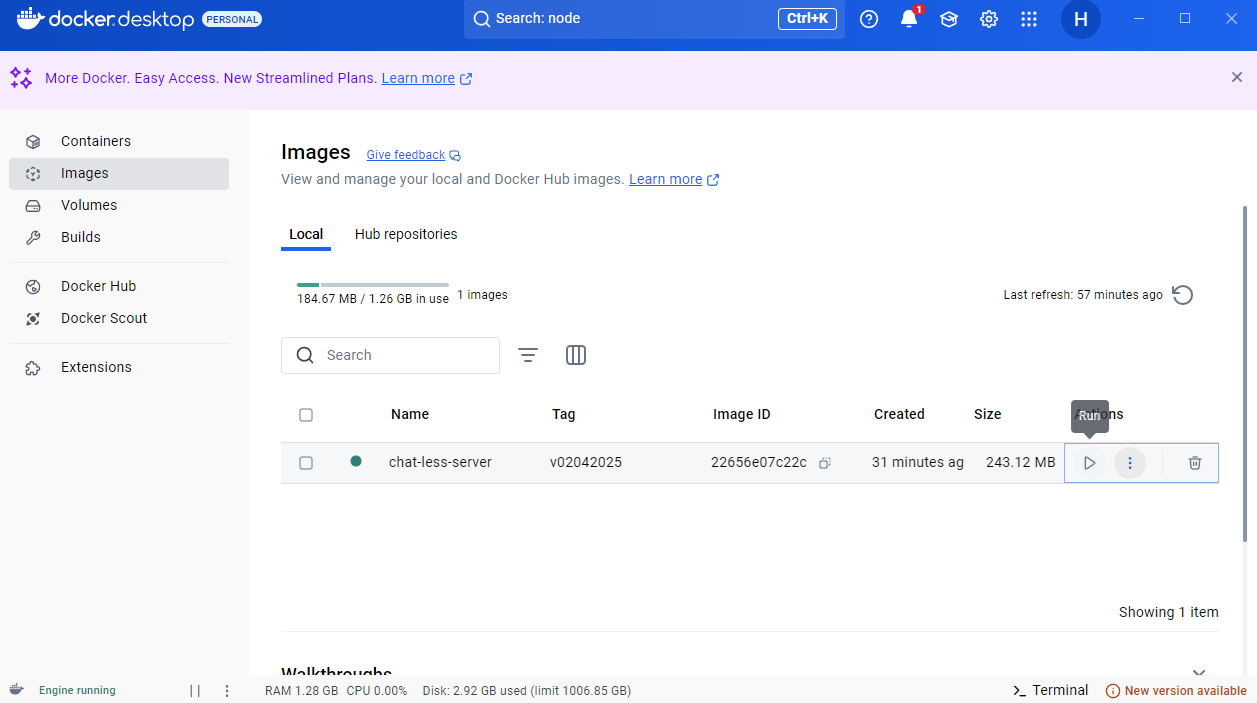 docker.desktop PERSONAL Search: node Ctrl+K 1 H
More Docker. Easy Access. New Streamlined Plans. Learn more
Containers
Images
Volumes
Builds
Docker Hub
Docker Scout
Extensions
Images Give feedback
View and manage your local and Docker Hub images. Learn more
Local Hub repositories
184.67 MB / 1.26 GB in use 1 images Last refresh: 57 minutes ago
Search
Name Tag Image ID Created Size Actions
Run
chat-less-server v02042025 22656e07c22c 31 minutes ag 243.12 MB
Showing 1 item
Walkthroughs
Engine running RAM 1.28 GB CPU 0.00% Disk: 2.92 GB used (limit 1006.85 GB) Terminal New version available